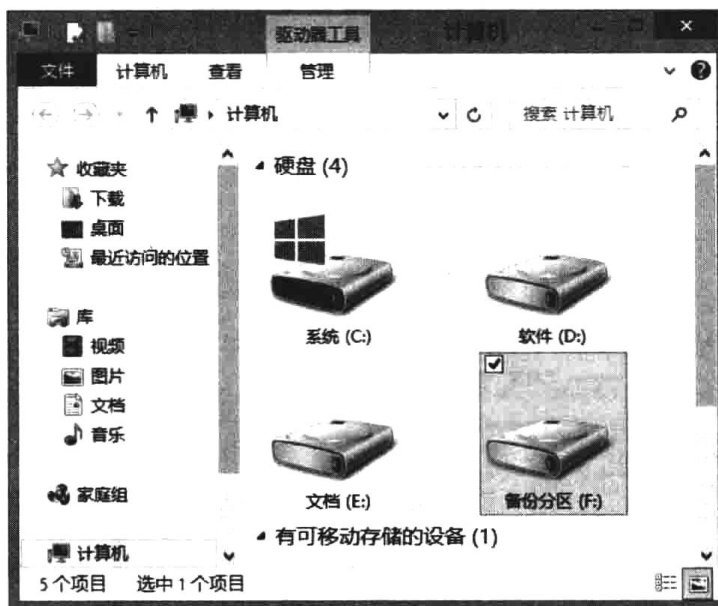 驱动器工具
计算机
文件
计算机
查看
管理
计算机
搜索 计算机
收藏夹
下载
桌面
最近访问的位置
库
视频
图片
文档
音乐
家庭组
计算机
硬盘 (4)
系统 (C:)
软件 (D:)
文档 (E:)
备份分区 (F:)
有可移动存储的设备 (1)
5 个项目
选中 1 个项目